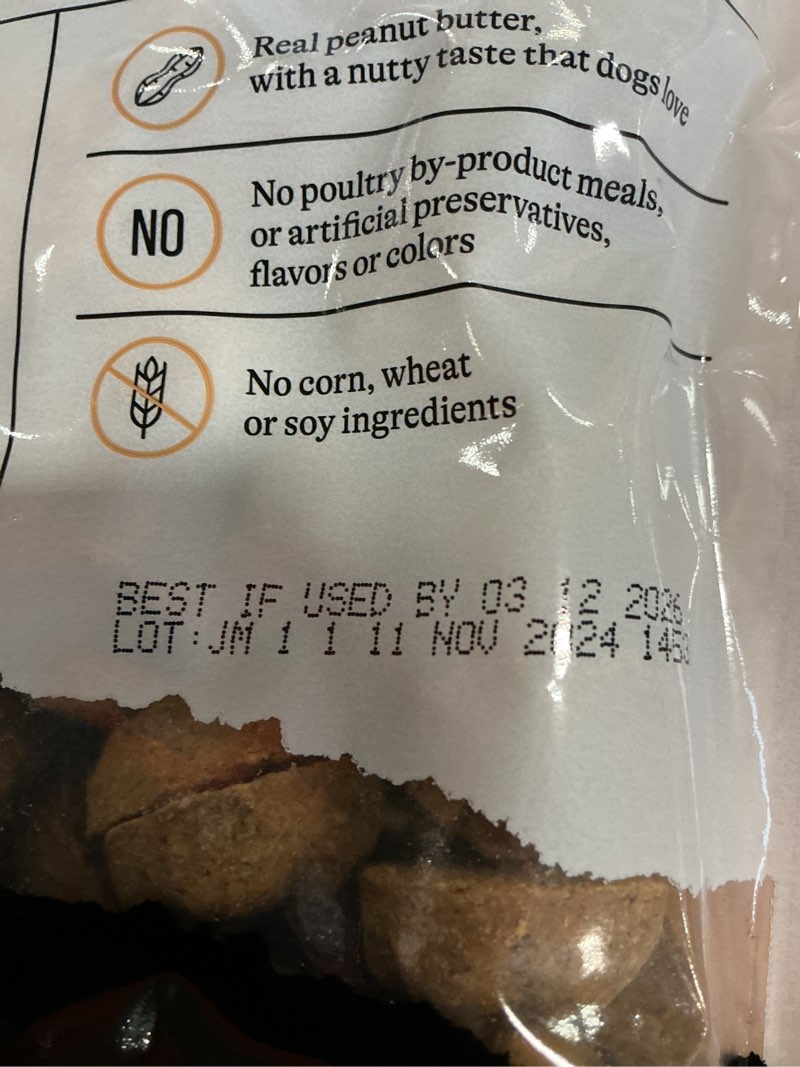 Real peanut butter,
with a nutty taste that dogs love
NO
No poultry by-product meals,
or artificial preservatives,
flavors or colors
No corn, wheat
or soy ingredients
BEST IF USED BY 03 12 2026
LOT:JM 1 1 11 NOV 2024